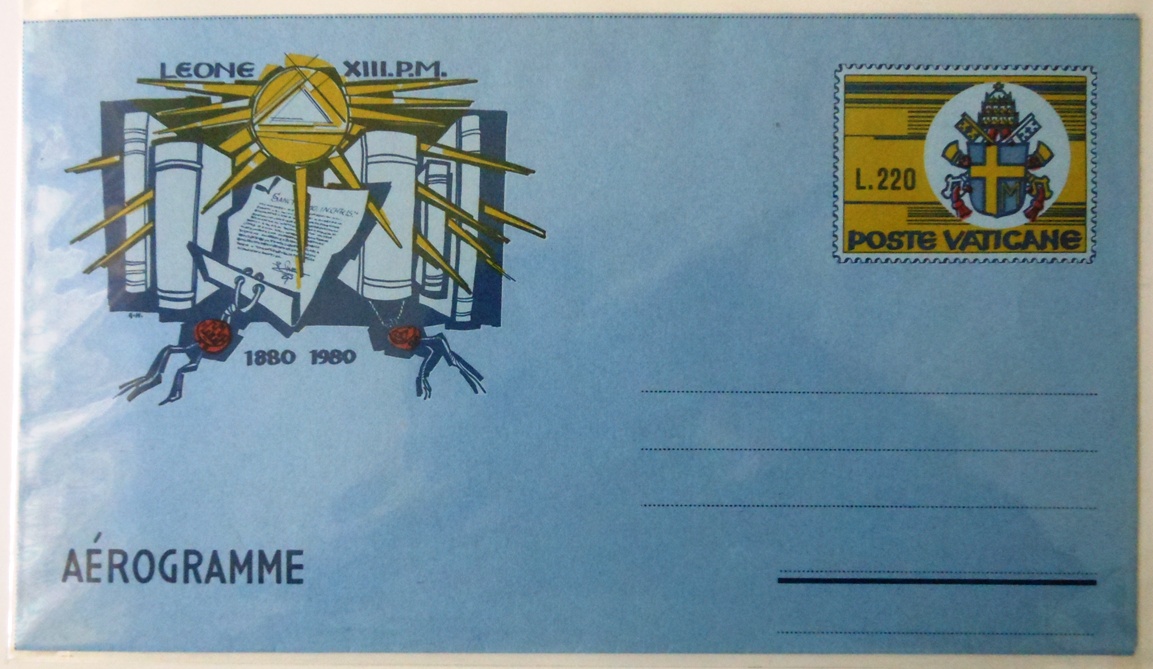 LEONE XIII.P.M.
1880 1980
L.220
POSTE VATICANE
AÉROGRAMME